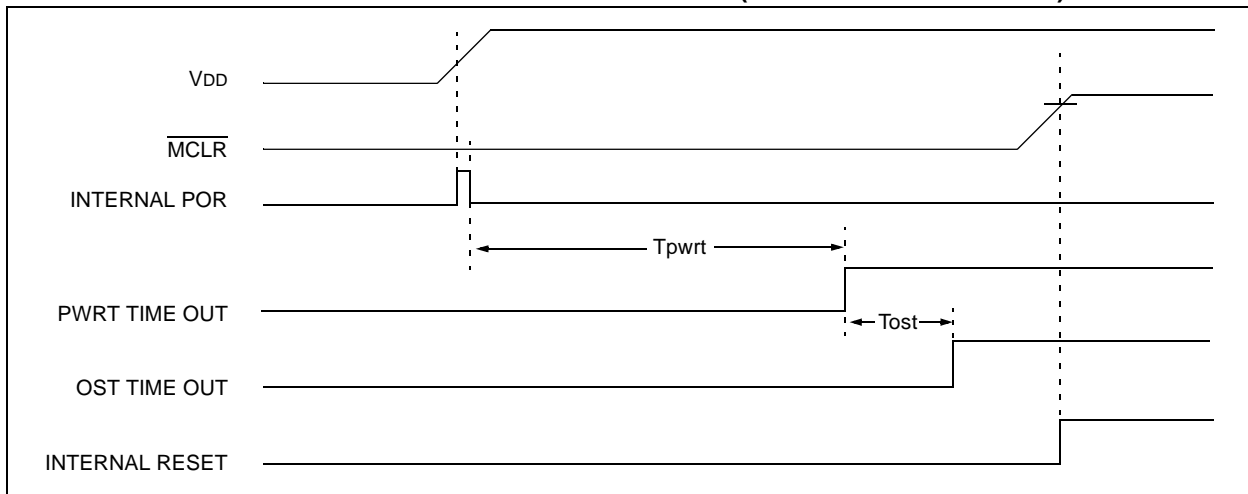 VDD
MCLR
INTERNAL POR
Tpwrt
PWRT TIME OUT
Tost
OST TIME OUT
INTERNAL RESET